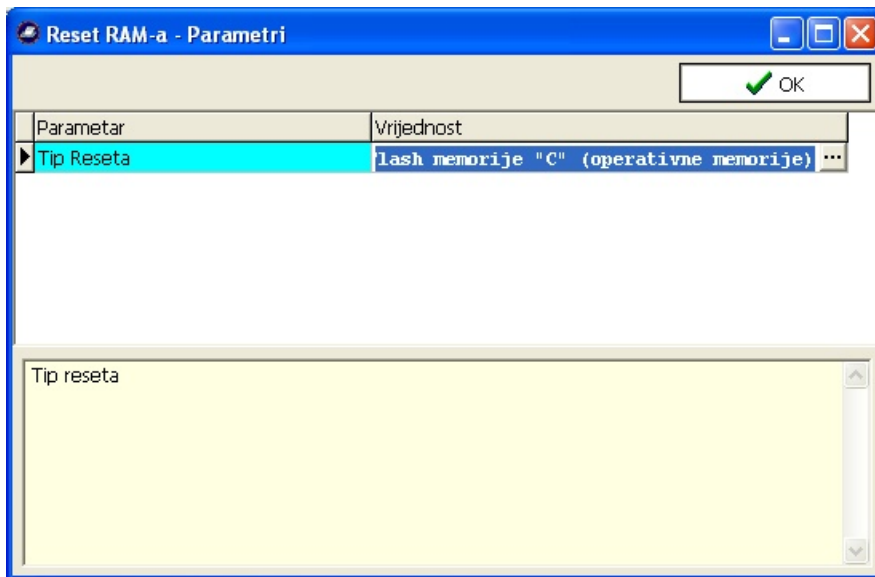 Reset RAM-a - Parametri
OK
Parametar Vrijednost
Tip Reseta lash memorije "C" (operativne memorije) ...
Tip reseta